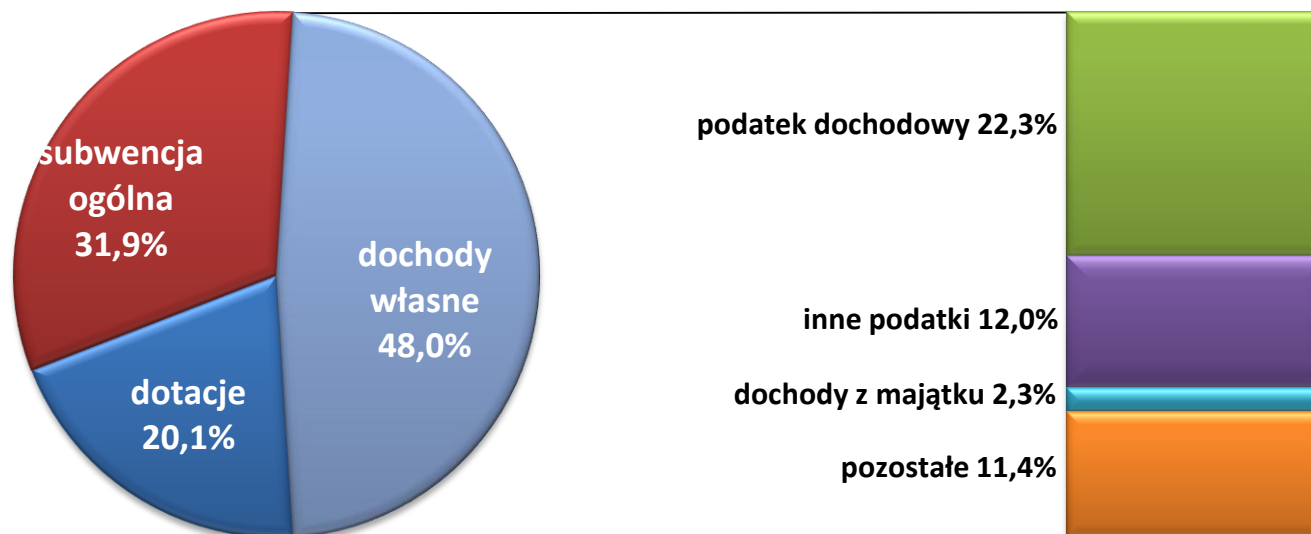 subwencja
ogólna
31,9%
dochody
własne
48,0%
dotacje
20,1%
podatek dochodowy 22,3%
inne podatki 12,0%
dochody z majątku 2,3%
pozostałe 11,4%